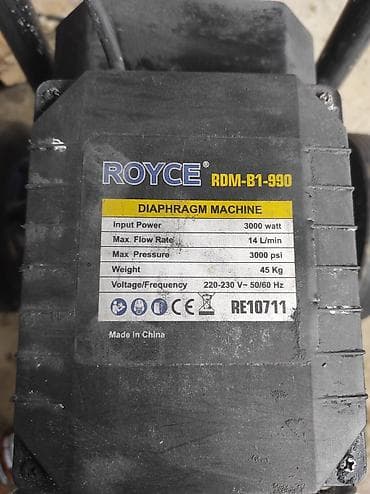 ROYCE® RDM-B1-990
DIAPHRAGM MACHINE
Input Power 3000 watt
Max. Flow Rate 14 L/min
Max. Pressure 3000 psi
Weight 45 Kg
Voltage/Frequency 220-230 V~ 50/60 Hz
CE RE10711
Made in China